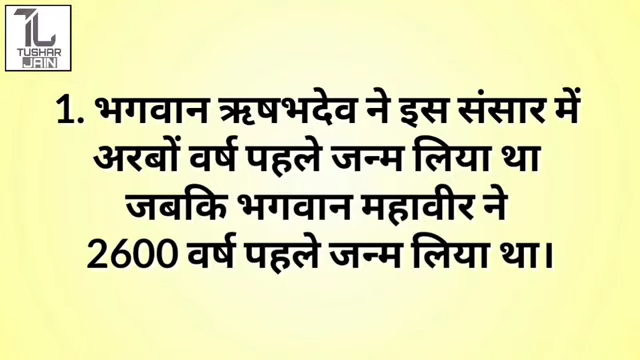 TL
TUSHAR
JAIN
1. भगवान ऋषभदेव ने इस संसार में
अरबों वर्ष पहले जन्म लिया था
जबकि भगवान महावीर ने
2600 वर्ष पहले जन्म लिया था।